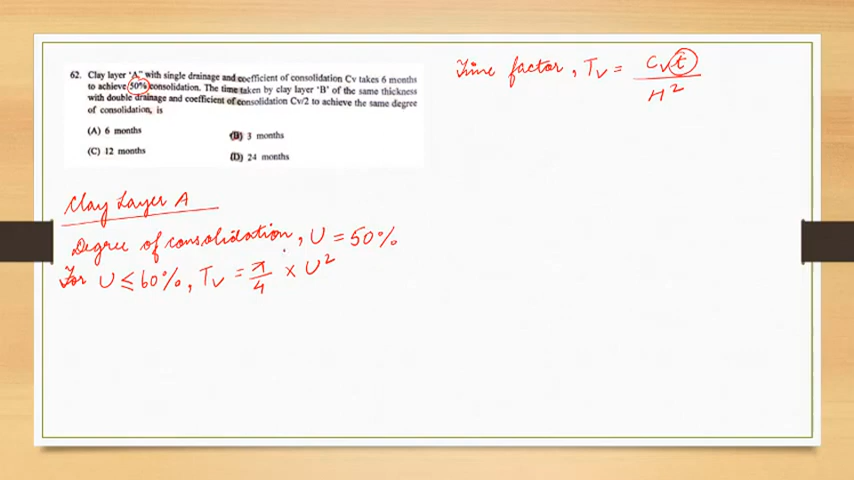 62. Clay layer 'A' with single drainage and coefficient of consolidation Cv takes 6 months
to achieve 50% consolidation. The time taken by clay layer 'B' of the same thickness
with double drainage and coefficient of consolidation Cv/2 to achieve the same degree
of consolidation, is
(A) 6 months
(B) 3 months
(C) 12 months
(D) 24 months
Time factor, Tv = Cv t / H²
Clay Layer A
Degree of consolidation, U = 50%
For U ≤ 60%, Tv = π/4 × U²